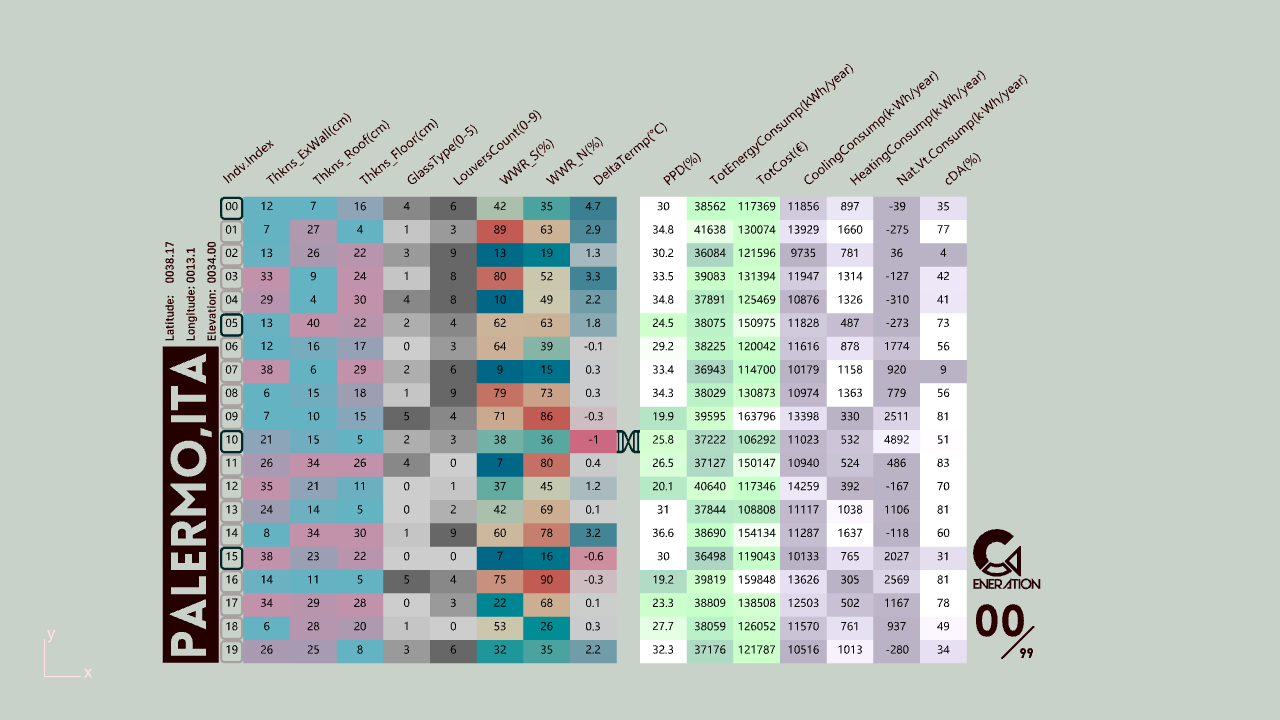 Indv.Index Thkns_ExWall(cm) Thkns_Roof(cm) Thkns_Floor(cm) GlassType(0-5) LouversCount(0-9) WWR_S(%) WWR_N(%) DeltaTermp(°C) PPD(%) TotEnergyConsump(kWh/year) TotCost(€) CoolingConsump(k·Wh/year) HeatingConsump(k·Wh/year) Nat.Vt.Consump(k·Wh/year) cDA(%)
00 12 7 16 4 6 42 35 4.7 30 38562 117369 11856 897 -39 35
01 7 27 4 1 3 89 63 2.9 34.8 41638 130074 13929 1660 -275 77
02 13 26 22 3 9 13 19 1.3 30.2 36084 121596 9735 781 36 4
03 33 9 24 1 8 80 52 3.3 33.5 39083 131394 11947 1314 -127 42
04 29 4 30 4 8 10 49 2.2 34.8 37891 125469 10876 1326 -310 41
05 13 40 22 2 4 62 63 1.8 24.5 38075 150975 11828 487 -273 73
06 12 16 17 0 3 64 39 -0.1 29.2 38225 120042 11616 878 1774 56
07 38 6 29 2 6 9 15 0.3 33.4 36943 114700 10179 1158 920 9
08 6 15 18 1 9 79 73 0.3 34.3 38029 130873 10974 1363 779 56
09 7 10 15 5 4 71 86 -0.3 19.9 39595 163796 13398 330 2511 81
10 21 15 5 2 3 38 36 -1 25.8 37222 106292 11023 532 4892 51
11 26 34 26 4 0 7 80 0.4 26.5 37127 150147 10940 524 486 83
12 35 21 11 0 1 37 45 1.2 20.1 40640 117346 14259 392 -167 70
13 24 14 5 0 2 42 69 0.1 31 37844 108808 11117 1038 1106 81
14 8 34 30 1 9 60 78 3.2 36.6 38690 154134 11287 1637 -118 60
15 38 23 22 0 0 7 16 -0.6 30 36498 119043 10133 765 2027 31
16 14 11 5 5 4 75 90 -0.3 19.2 39819 159848 13626 305 2569 81
17 34 29 28 0 3 22 68 0.1 23.3 38809 138508 12503 502 1167 78
18 6 28 20 1 0 53 26 0.3 27.7 38059 126052 11570 761 937 49
19 26 25 8 3 6 32 35 2.2 32.3 37176 121787 10516 1013 -280 34
Latitude: 0038.17
Longitude: 0013.1
Elevation: 0034.00
PALERMO,ITA
ENERATION
00/99
y
x